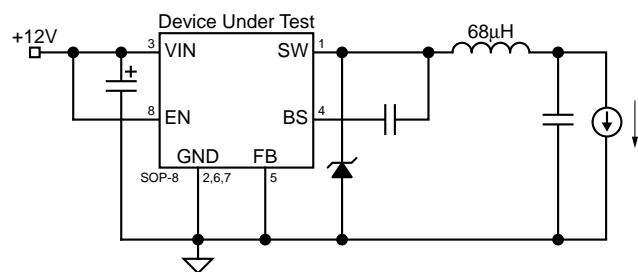 Device Under Test
+12V
3
VIN
SW
1
68µH
+
8
EN
BS
4
GND
FB
SOP-8
2,6,7
5